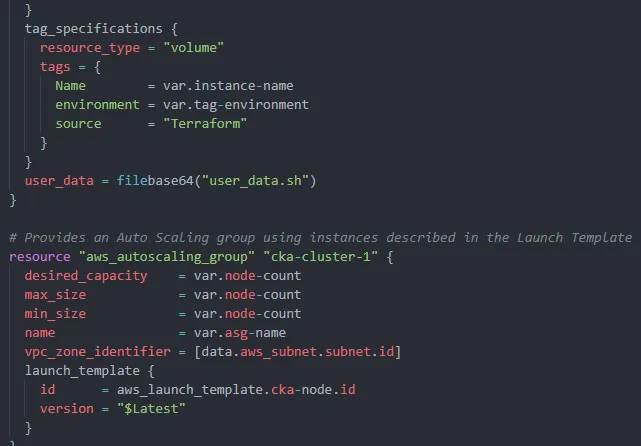 }
  tag_specifications {
    resource_type = "volume"
    tags = {
      Name        = var.instance-name
      environment = var.tag-environment
      source      = "Terraform"
    }
  }
  user_data = filebase64("user_data.sh")
}

# Provides an Auto Scaling group using instances described in the Launch Template
resource "aws_autoscaling_group" "cka-cluster-1" {
  desired_capacity    = var.node-count
  max_size            = var.node-count
  min_size            = var.node-count
  name                = var.asg-name
  vpc_zone_identifier = [data.aws_subnet.subnet.id]
  launch_template {
    id      = aws_launch_template.cka-node.id
    version = "$Latest"
  }
}